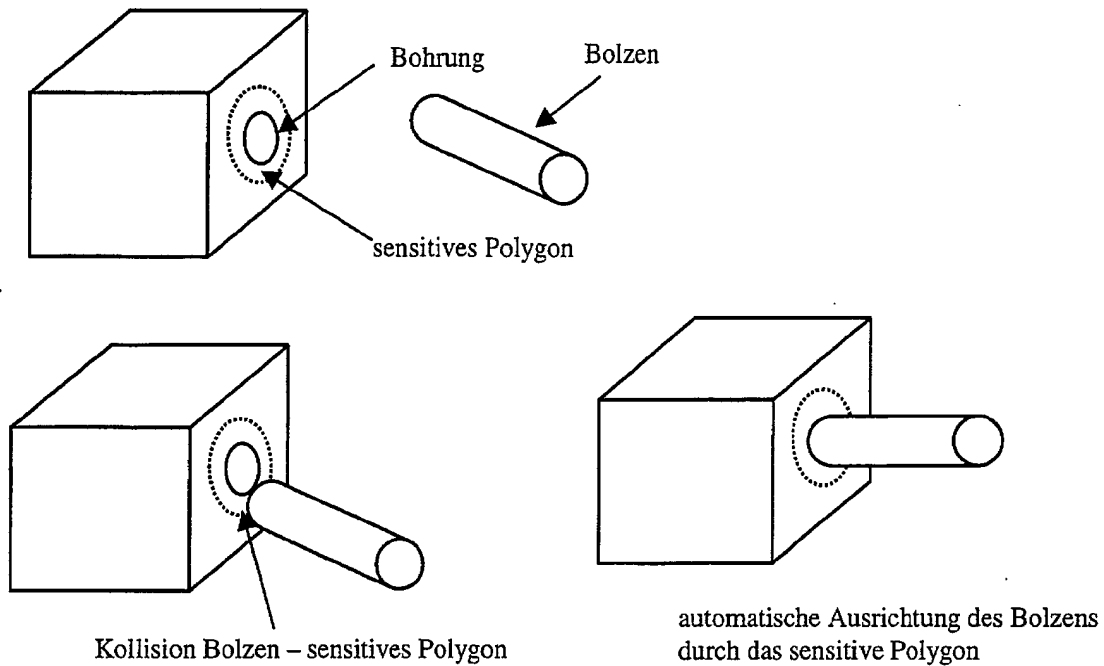 Bohrung
Bolzen
sensitives Polygon
Kollision Bolzen – sensitives Polygon
automatische Ausrichtung des Bolzens
durch das sensitive Polygon